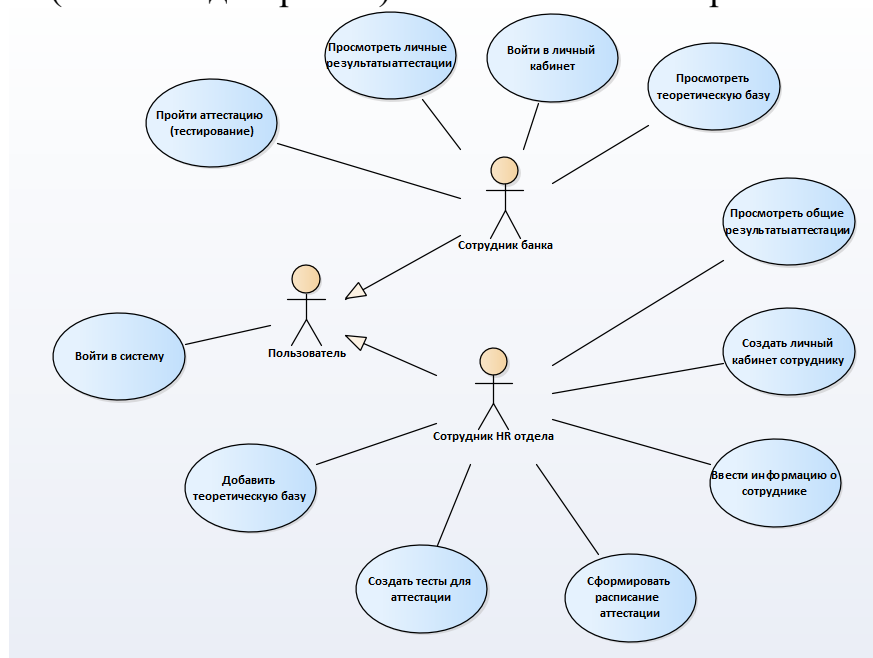 Просмотреть личные
результаты аттестации
Войти в личный
кабинет
Просмотреть
теоретическую базу
Пройти аттестацию
(тестирование)
Сотрудник банка
Просмотреть общие
результаты аттестации
Пользователь
Войти в систему
Создать личный
кабинет сотруднику
Сотрудник HR отдела
Добавить
теоретическую базу
Ввести информацию о
сотруднике
Создать тесты для
аттестации
Сформировать
расписание
аттестации